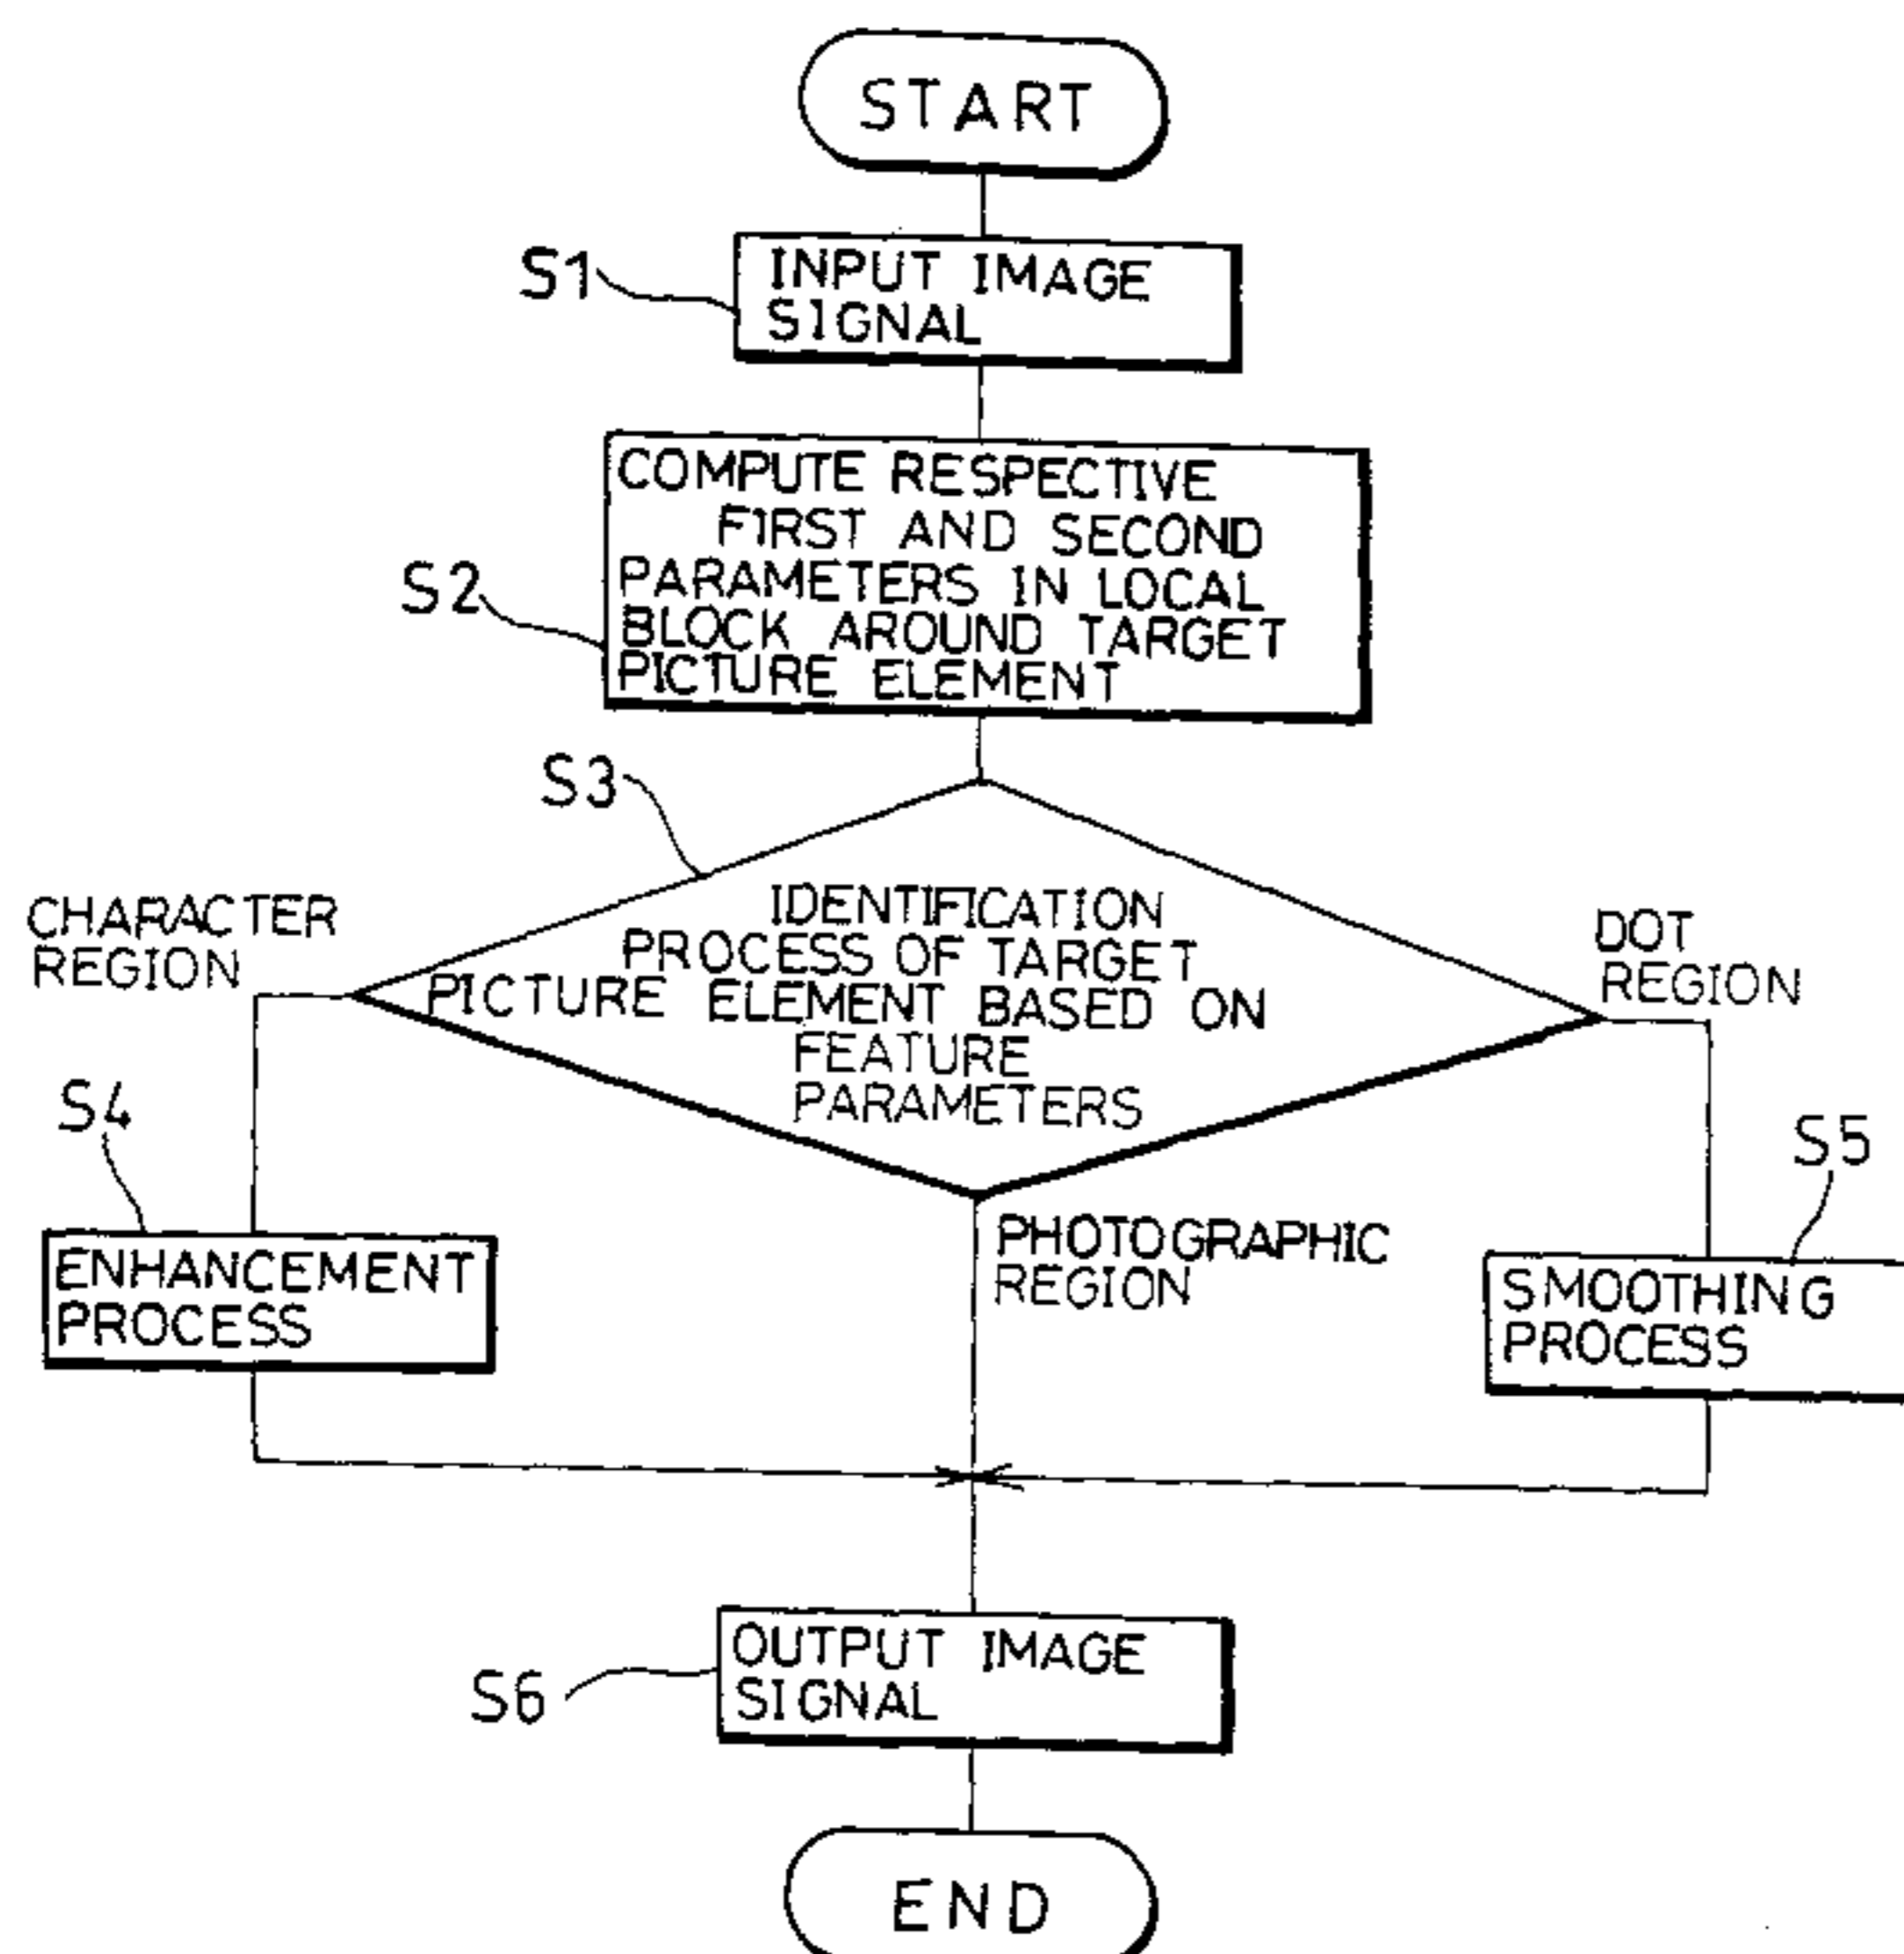 START
S1
INPUT IMAGE
SIGNAL
S2
COMPUTE RESPECTIVE
FIRST AND SECOND
PARAMETERS IN LOCAL
BLOCK AROUND TARGET
PICTURE ELEMENT
S3
CHARACTER
REGION
IDENTIFICATION
PROCESS OF TARGET
PICTURE ELEMENT BASED ON
FEATURE
PARAMETERS
DOT
REGION
S4
ENHANCEMENT
PROCESS
PHOTOGRAPHIC
REGION
S5
SMOOTHING
PROCESS
S6
OUTPUT IMAGE
SIGNAL
END